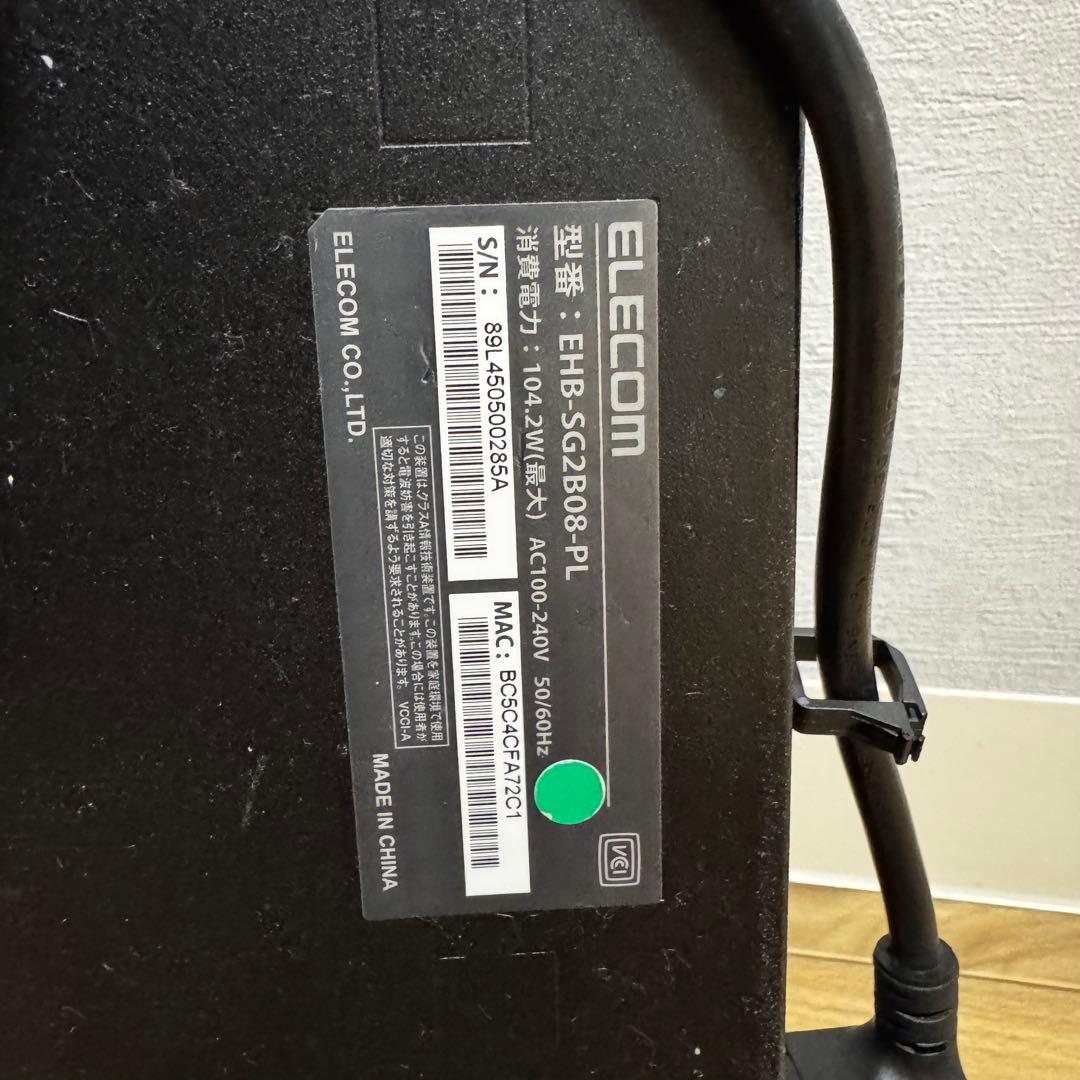 ELECOM
型番：EHB-SG2B08-PL
消費電力：104.2W(最大) AC100-240V 50/60Hz
S/N： 89L450500285A
MAC：BC5C4CFA72C1
この装置は、クラスA情報技術装置です。この装置を家庭環境で使用
すると電波妨害を引き起こすことがあります。この場合には使用者が
適切な対策を講ずるよう要求されることがあります。 VCCI-A
ELECOM CO.,LTD.
MADE IN CHINA
VCCI